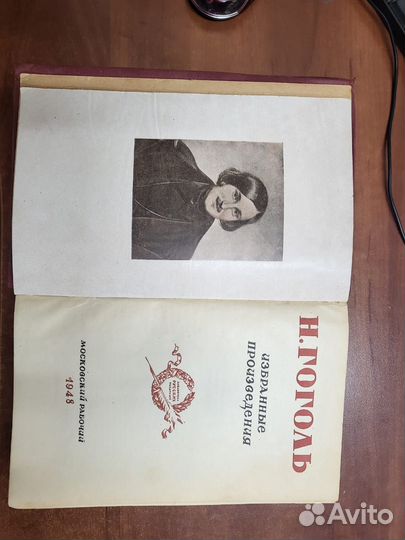 Н. ГОГОЛЬ
ИЗБРАННЫЕ
ПРОИЗВЕДЕНИЯ
МОСКОВСКИЙ РАБОЧИЙ
1948
Avito